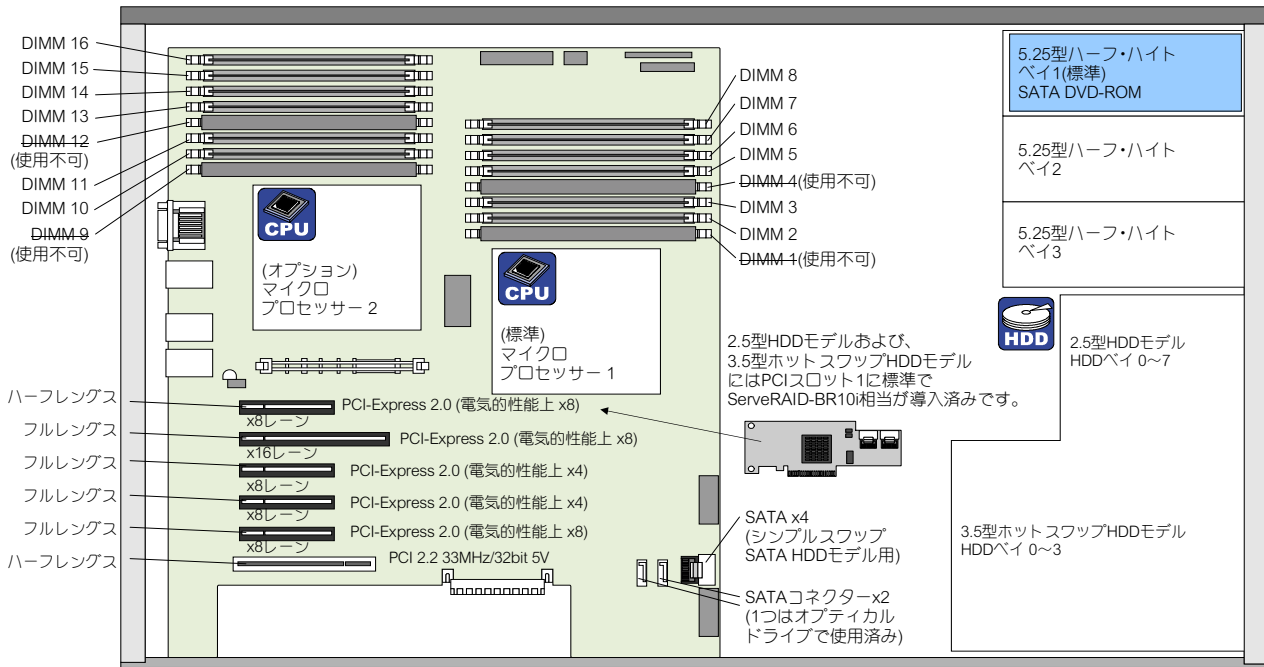 DIMM 16
DIMM 15
DIMM 14
DIMM 13
DIMM 12
(使用不可)
DIMM 11
DIMM 10
DIMM 9
(使用不可)
DIMM 8
DIMM 7
DIMM 6
DIMM 5
DIMM 4(使用不可)
DIMM 3
DIMM 2
DIMM 1(使用不可)
CPU
(オプション)
マイクロ
プロセッサー 2
CPU
(標準)
マイクロ
プロセッサー 1
5.25型ハーフ・ハイト
ベイ1(標準)
SATA DVD-ROM
5.25型ハーフ・ハイト
ベイ2
5.25型ハーフ・ハイト
ベイ3
HDD
2.5型HDDモデル
HDDベイ 0〜7
2.5型HDDモデルおよび、
3.5型ホットスワップHDDモデル
にはPCIスロット1に標準で
ServeRAID-BR10i相当が導入済みです。
ハーフレングス
PCI-Express 2.0 (電気的性能上 x8)
x8レーン
フルレングス
PCI-Express 2.0 (電気的性能上 x8)
x16レーン
フルレングス
PCI-Express 2.0 (電気的性能上 x4)
x8レーン
フルレングス
PCI-Express 2.0 (電気的性能上 x4)
x8レーン
フルレングス
PCI-Express 2.0 (電気的性能上 x8)
x8レーン
ハーフレングス
PCI 2.2 33MHz/32bit 5V
SATA x4
(シンプルスワップ
SATA HDDモデル用)
SATAコネクターx2
(1つはオプティカル
ドライブで使用済み)
3.5型ホットスワップHDDモデル
HDDベイ 0〜3